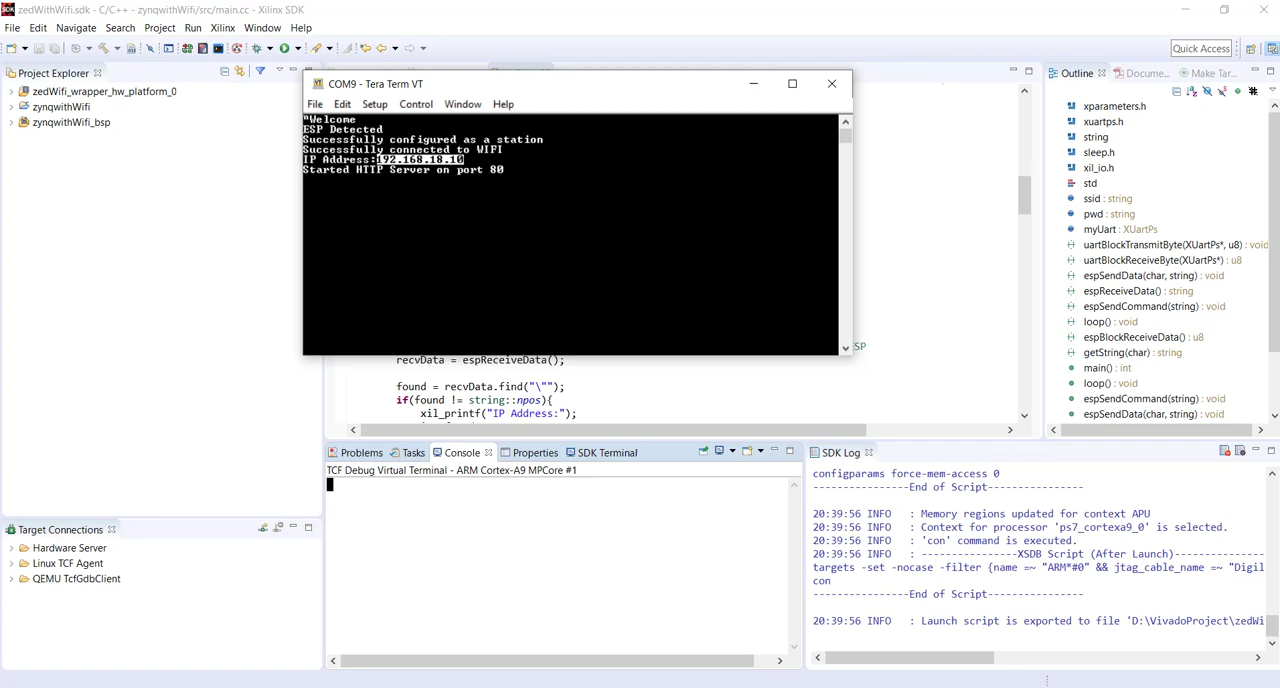 zedWithWifi.sdk - C/C++ - zynqwithWifi/src/main.cc - Xilinx SDK
File Edit Navigate Search Project Run Xilinx Window Help
Quick Access
Project Explorer
zedWifi_wrapper_hw_platform_0
zynqwithWifi
zynqwithWifi_bsp
COM9 - Tera Term VT
File Edit Setup Control Window Help
"Welcome
ESP Detected
Successfully configured as a station
Successfully connected to WIFI
IP Address:192.168.18.10
Started HTTP Server on port 80
SP
recvData = espReceiveData();
found = recvData.find("\"");
if(found != string::npos){
xil_printf("IP Address:");
Outline Docume... Make Tar...
xparameters.h
xuartps.h
string
sleep.h
xil_io.h
std
ssid : string
pwd : string
myUart : XUartPs
uartBlockTransmitByte(XUartPs*, u8) : void
uartBlockReceiveByte(XUartPs*) : u8
espSendData(char, string) : void
espReceiveData() : string
espSendCommand(string) : void
loop() : void
espBlockReceiveData() : u8
getString(char) : string
main() : int
loop() : void
espSendCommand(string) : void
espSendData(char, string) : void
Target Connections
Hardware Server
Linux TCF Agent
QEMU TcfGdbClient
Problems Tasks Console Properties SDK Terminal
TCF Debug Virtual Terminal - ARM Cortex-A9 MPCore #1
SDK Log
configparams force-mem-access 0
----------------End of Script----------------
20:39:56 INFO : Memory regions updated for context APU
20:39:56 INFO : Context for processor 'ps7_cortexa9_0' is selected.
20:39:56 INFO : 'con' command is executed.
20:39:56 INFO : ----------------XSDB Script (After Launch)----------------
targets -set -nocase -filter {name =~ "ARM*#0" && jtag_cable_name =~ "Digil
con
----------------End of Script----------------
20:39:56 INFO : Launch script is exported to file 'D:\VivadoProject\zedWi